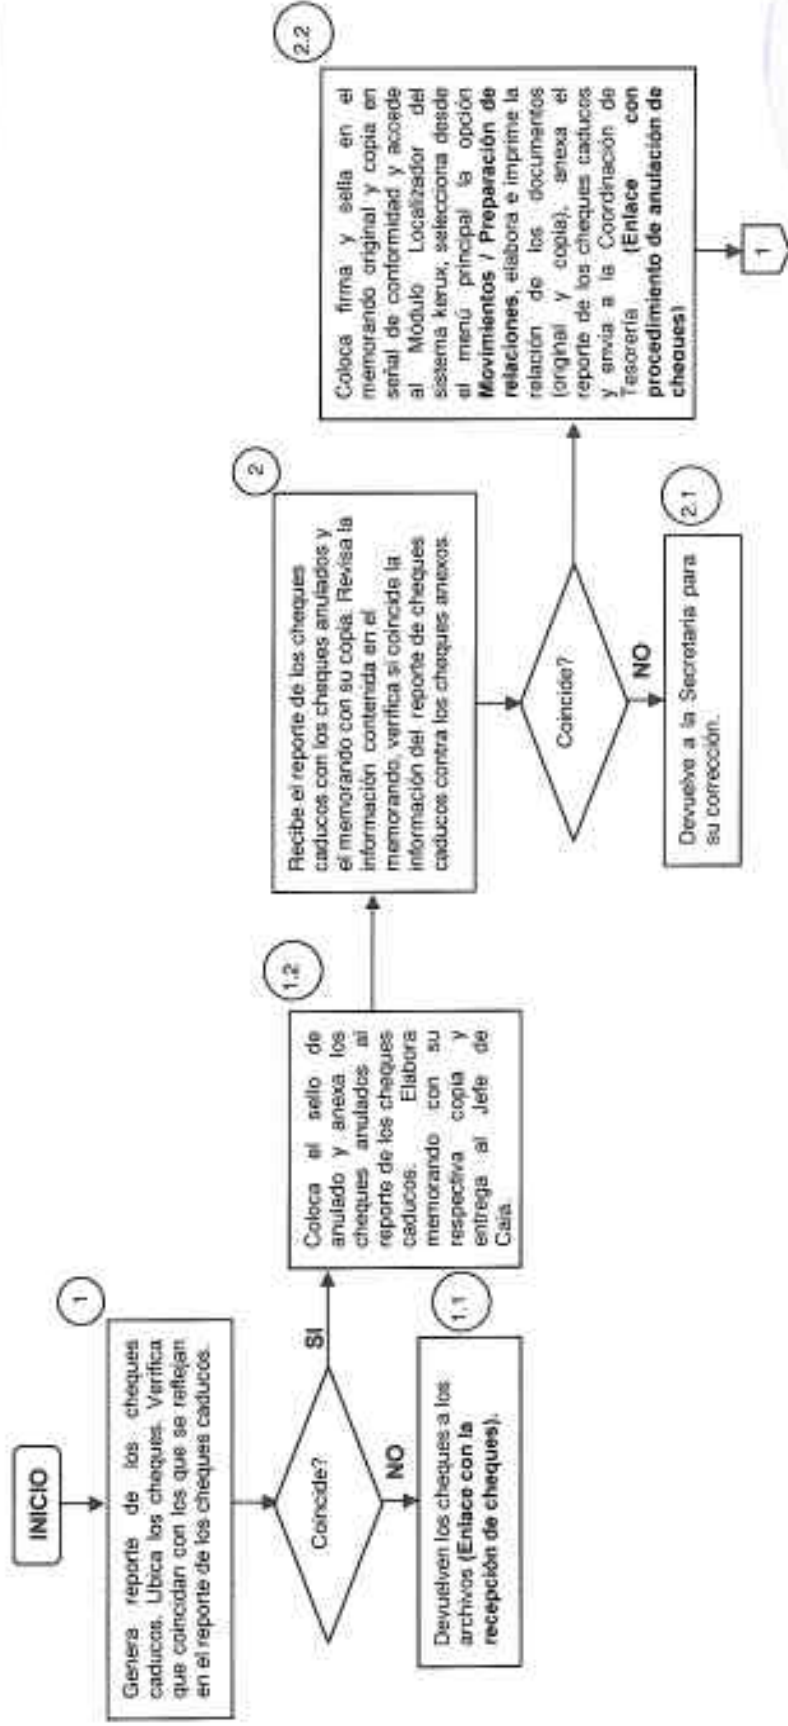 INICIO
1
Genera reporte de los cheques
caducos. Ubica los cheques. Verifica
que coincidan con los que se reflejan
en el reporte de los cheques caducos.
Coincide?
SI
NO
1.1
Devuelven los cheques a los
archivos (Enlace con la
recepción de cheques).
1.2
Coloca el sello de
anulado y anexa los
cheques anulados al
reporte de los cheques
caducos. Elabora
memorando con su
respectiva copia y
entrega al Jefe de
Caja.
2
Recibe el reporte de los cheques
caducos con los cheques anulados y
el memorando con su copia. Revisa la
información contenida en el
memorando, verifica si coincide la
información del reporte de cheques
caducos contra los cheques anexos.
Coincide?
NO
2.1
Devuelve a la Secretaria para
su corrección.
2.2
Coloca firma y sella en el
memorando original y copia en
señal de conformidad y accede
al Modulo Localizador del
sistema kerux, selecciona desde
el menú principal la opción
Movimientos / Preparación de
relaciones, elabora e imprime la
relación de los documentos
(original y copia), anexa el
reporte de los cheques caducos
y envía a la Coordinación de
Tesorería (Enlace con
procedimiento de anulación de
cheques)
1